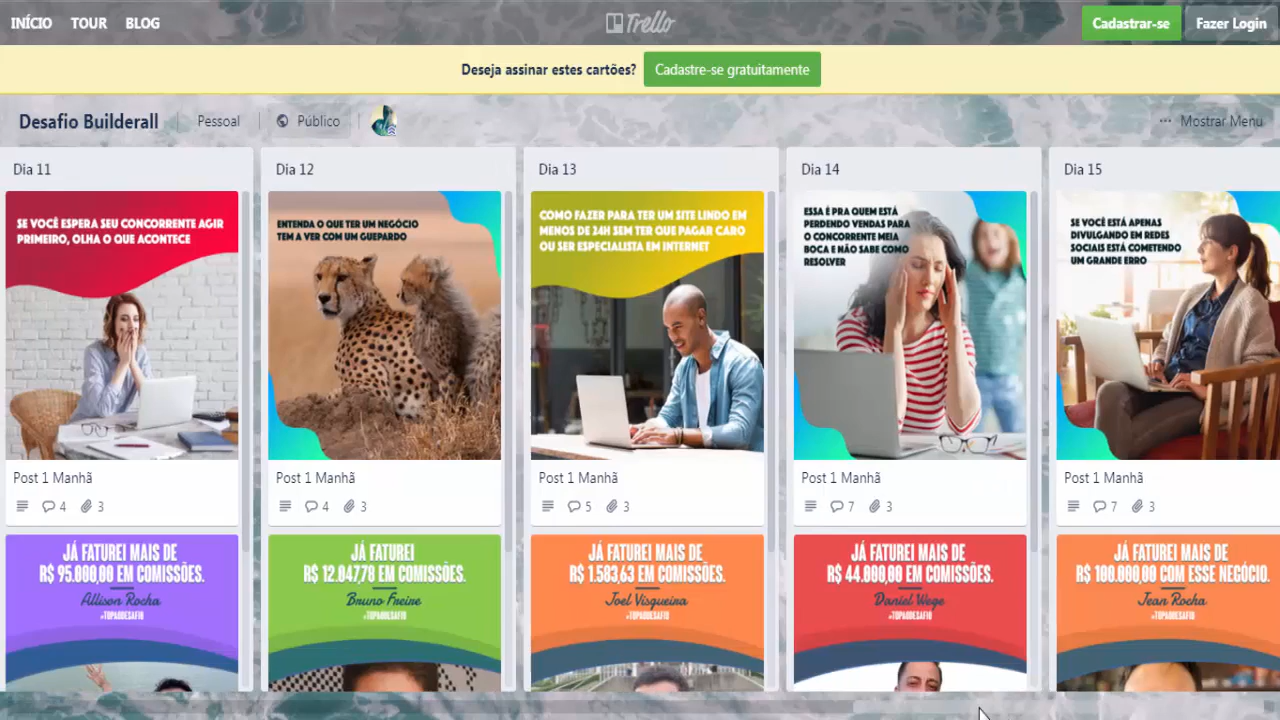 INÍCIO TOUR BLOG
Trello
Cadastrar-se Fazer Login
Deseja assinar estes cartões? Cadastre-se gratuitamente
Desafio Builderall Pessoal Público
Mostrar Menu
Dia 11
SE VOCÊ ESPERA SEU CONCORRENTE AGIR
PRIMEIRO, OLHA O QUE ACONTECE
Post 1 Manhã
4 3
JÁ FATUREI MAIS DE
R$ 95.000,00 EM COMISSÕES.
Allison Rocha
#TOPAODESAFIO
Dia 12
ENTENDA O QUE TER UM NEGÓCIO
TEM A VER COM UM GUEPARDO
Post 1 Manhã
4 3
JÁ FATUREI
R$ 12.047,78 EM COMISSÕES.
Bruno Freire
#TOPAODESAFIO
Dia 13
COMO FAZER PARA TER UM SITE LINDO EM
MENOS DE 24H SEM TER QUE PAGAR CARO
OU SER ESPECIALISTA EM INTERNET
Post 1 Manhã
5 3
JÁ FATUREI MAIS DE
R$ 1.583,63 EM COMISSÕES.
Joel Visgueira
#TOPAODESAFIO
Dia 14
ESSA É PRA QUEM ESTÁ
PERDENDO VENDAS PARA
O CONCORRENTE MEIA
BOCA E NÃO SABE COMO
RESOLVER
Post 1 Manhã
7 3
JÁ FATUREI MAIS DE
R$ 44.000,00 EM COMISSÕES.
Daniel Wege
#TOPAODESAFIO
Dia 15
SE VOCÊ ESTÁ APENAS
DIVULGANDO EM REDES
SOCIAIS ESTÁ COMETENDO
UM GRANDE ERRO
Post 1 Manhã
7 3
JÁ FATUREI MAIS DE
R$ 100.000,00 COM ESSE NEGÓCIO.
Jean Rocha
#TOPAODESAFIO